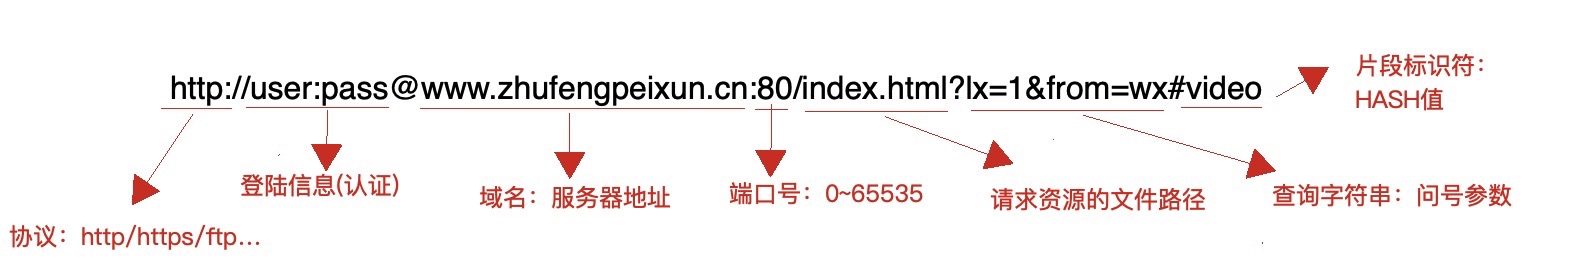 http://user:pass@www.zhufengpeixun.cn:80/index.html?lx=1&from=wx#video
片段标识符：
HASH值
登陆信息(认证)
域名：服务器地址
端口号：0~65535
请求资源的文件路径
查询字符串：问号参数
协议：http/https/ftp...